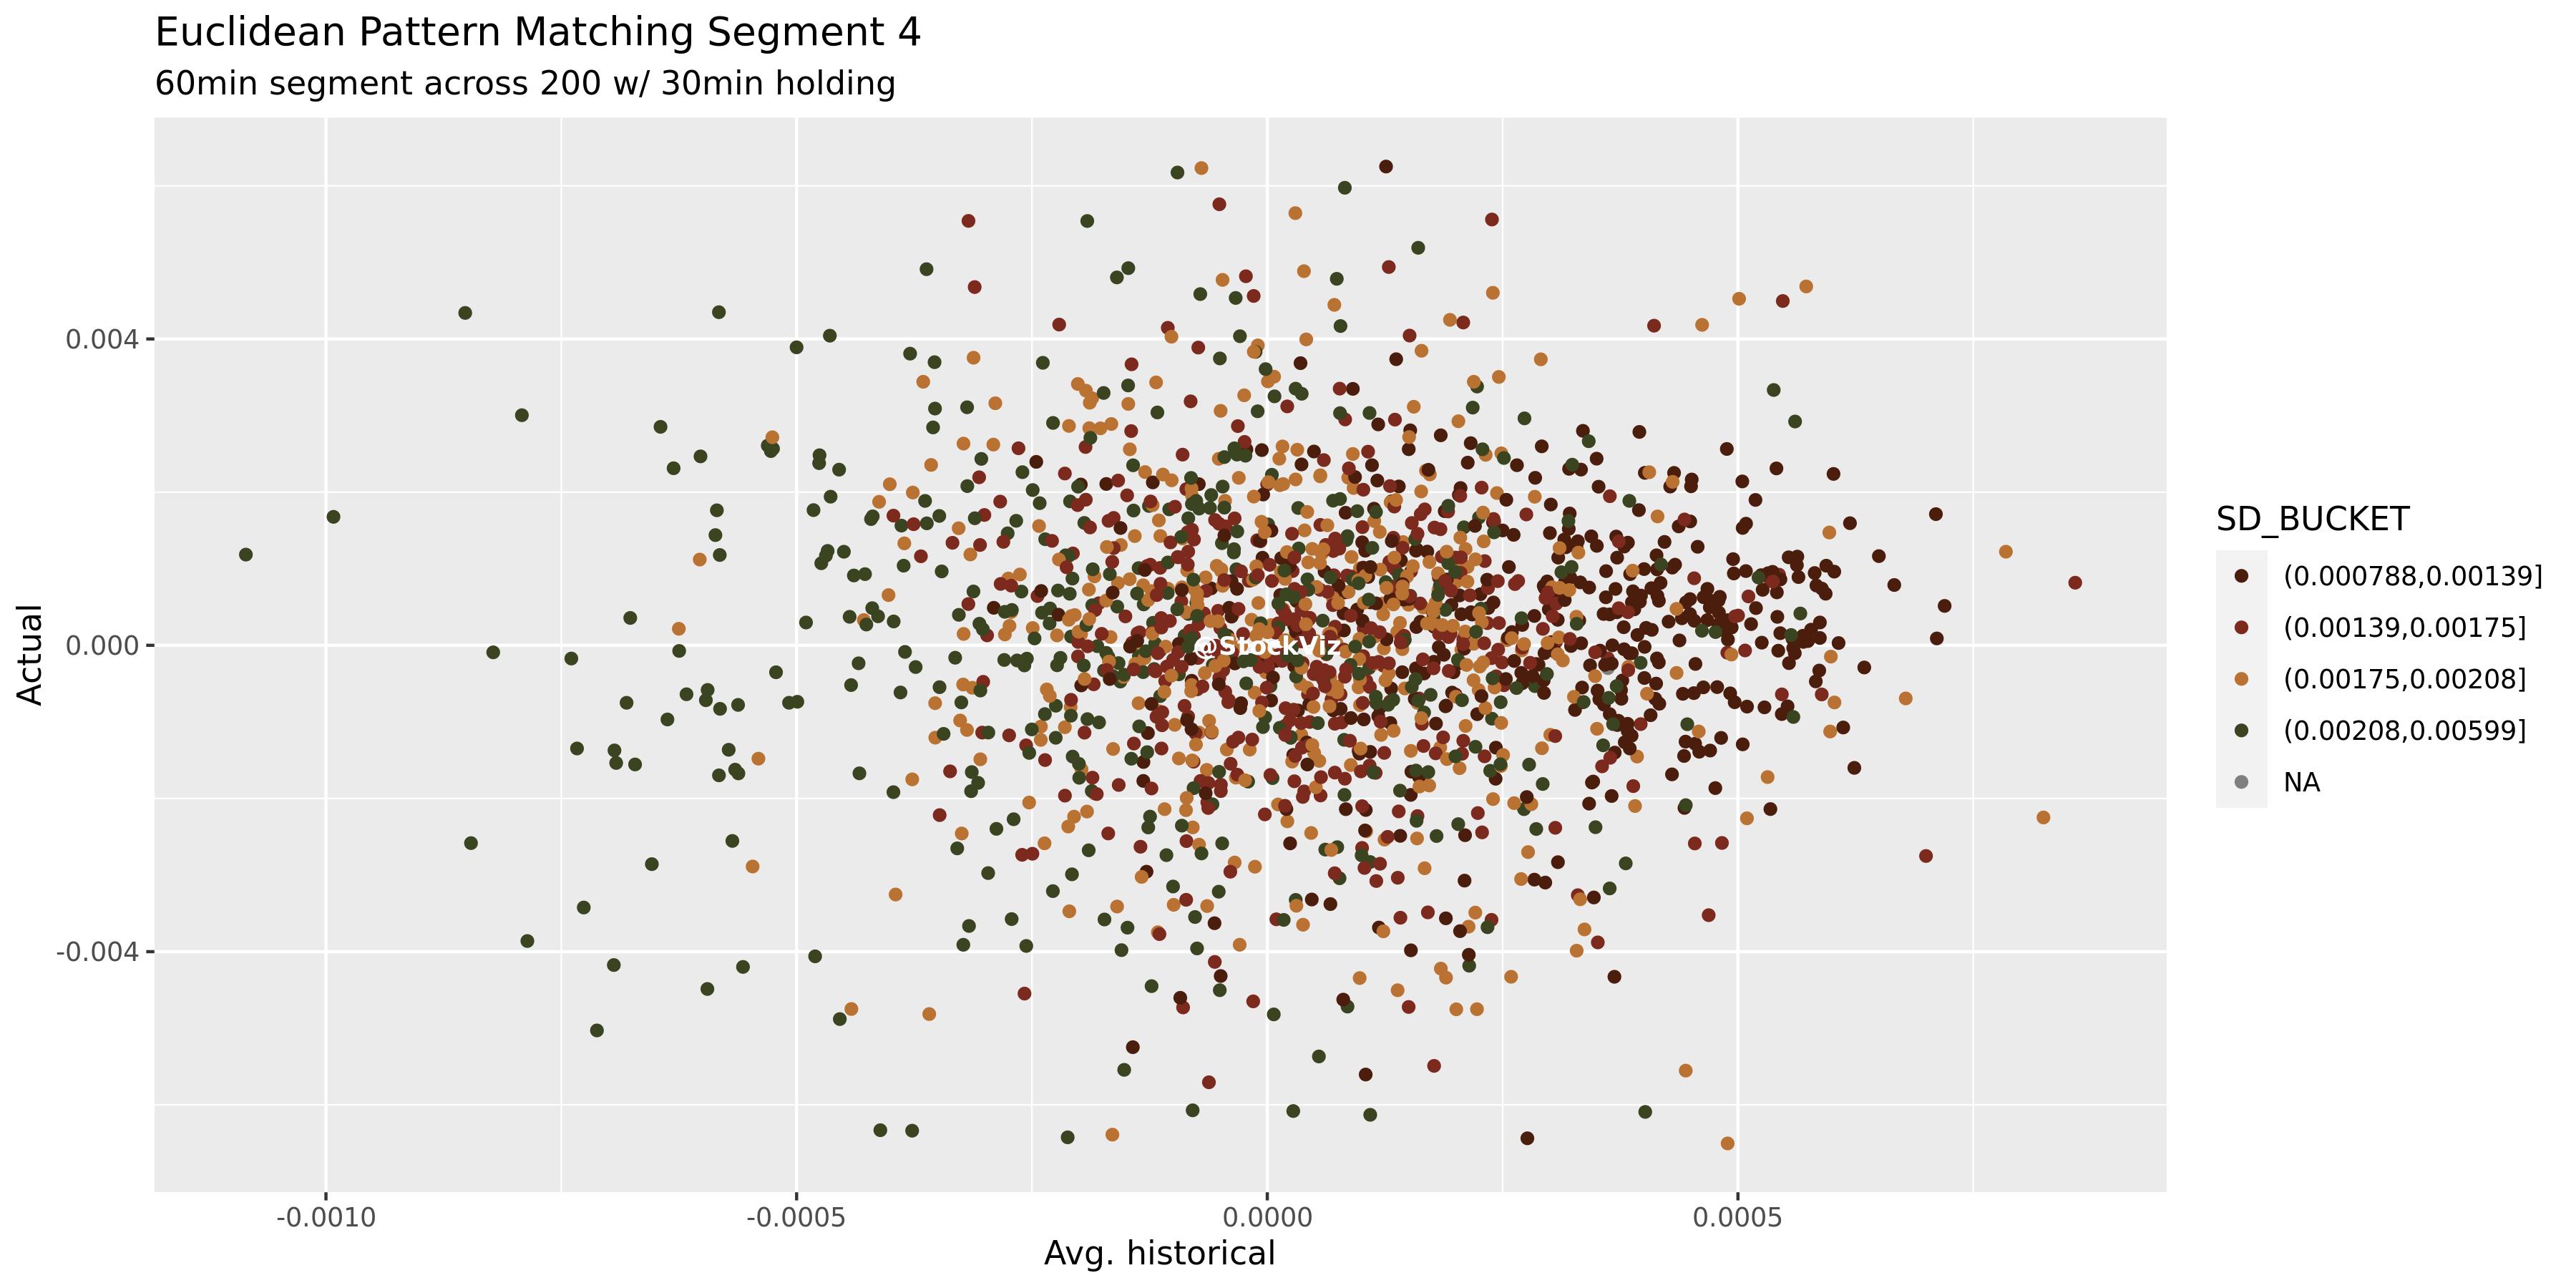 Euclidean Pattern Matching Segment 4
60min segment across 200 w/ 30min holding
Actual
0.004
0.000
-0.004
@StockViz
-0.0010
-0.0005
0.0000
0.0005
Avg. historical
SD_BUCKET
(0.000788,0.00139]
(0.00139,0.00175]
(0.00175,0.00208]
(0.00208,0.00599]
NA